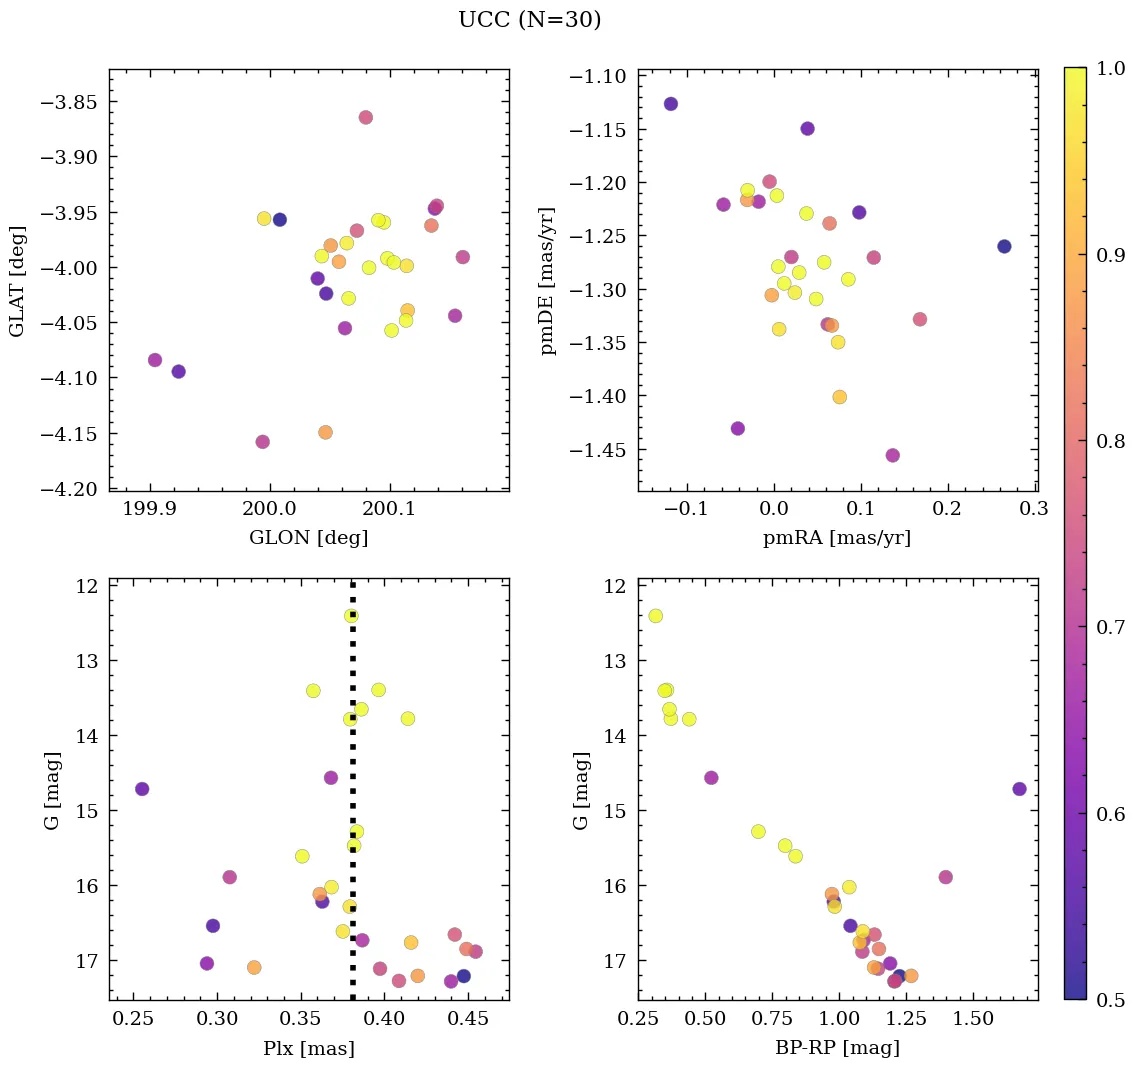 UCC (N=30)
−3.85
−3.90
−3.95
−4.00
−4.05
−4.10
−4.15
−4.20
GLAT [deg]
199.9 200.0 200.1
GLON [deg]
−1.10
−1.15
−1.20
−1.25
−1.30
−1.35
−1.40
−1.45
pmDE [mas/yr]
−0.1 0.0 0.1 0.2 0.3
pmRA [mas/yr]
12
13
14
15
16
17
G [mag]
0.25 0.30 0.35 0.40 0.45
Plx [mas]
12
13
14
15
16
17
G [mag]
0.25 0.50 0.75 1.00 1.25 1.50
BP-RP [mag]
1.0
0.9
0.8
0.7
0.6
0.5